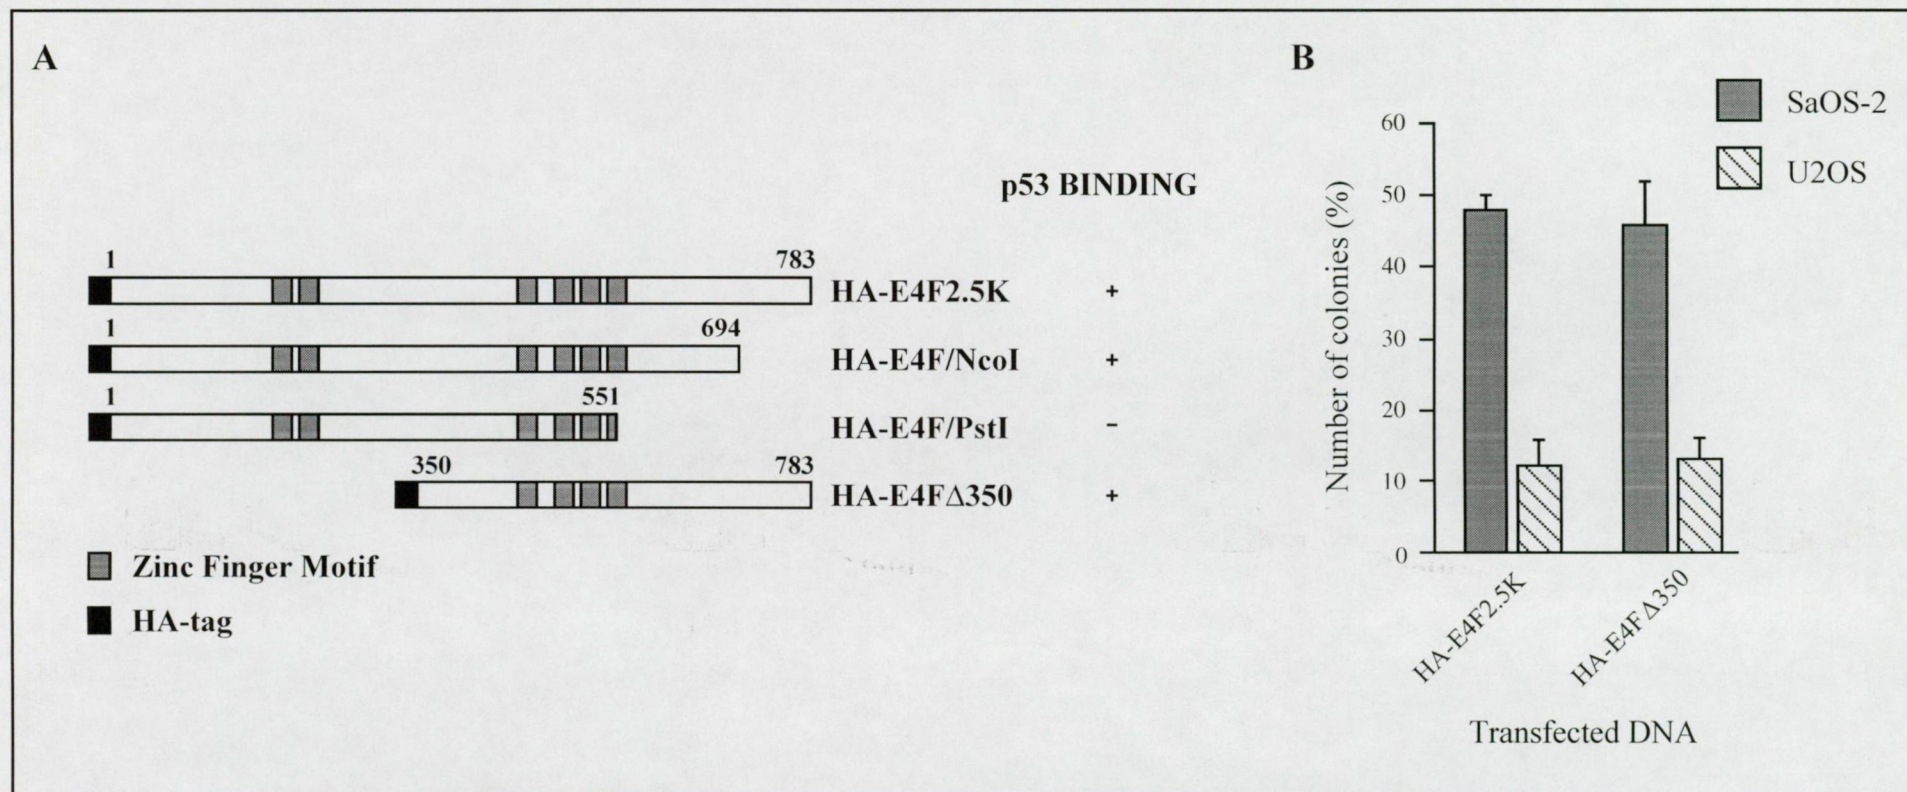 A
p53 BINDING
1 783
HA-E4F2.5K +
1 694
HA-E4F/NcoI +
1 551
HA-E4F/PstI -
350 783
HA-E4FΔ350 +
Zinc Finger Motif
HA-tag
B
SaOS-2
U2OS
Number of colonies (%)
60
50
40
30
20
10
0
HA-E4F2.5K
HA-E4FΔ350
Transfected DNA